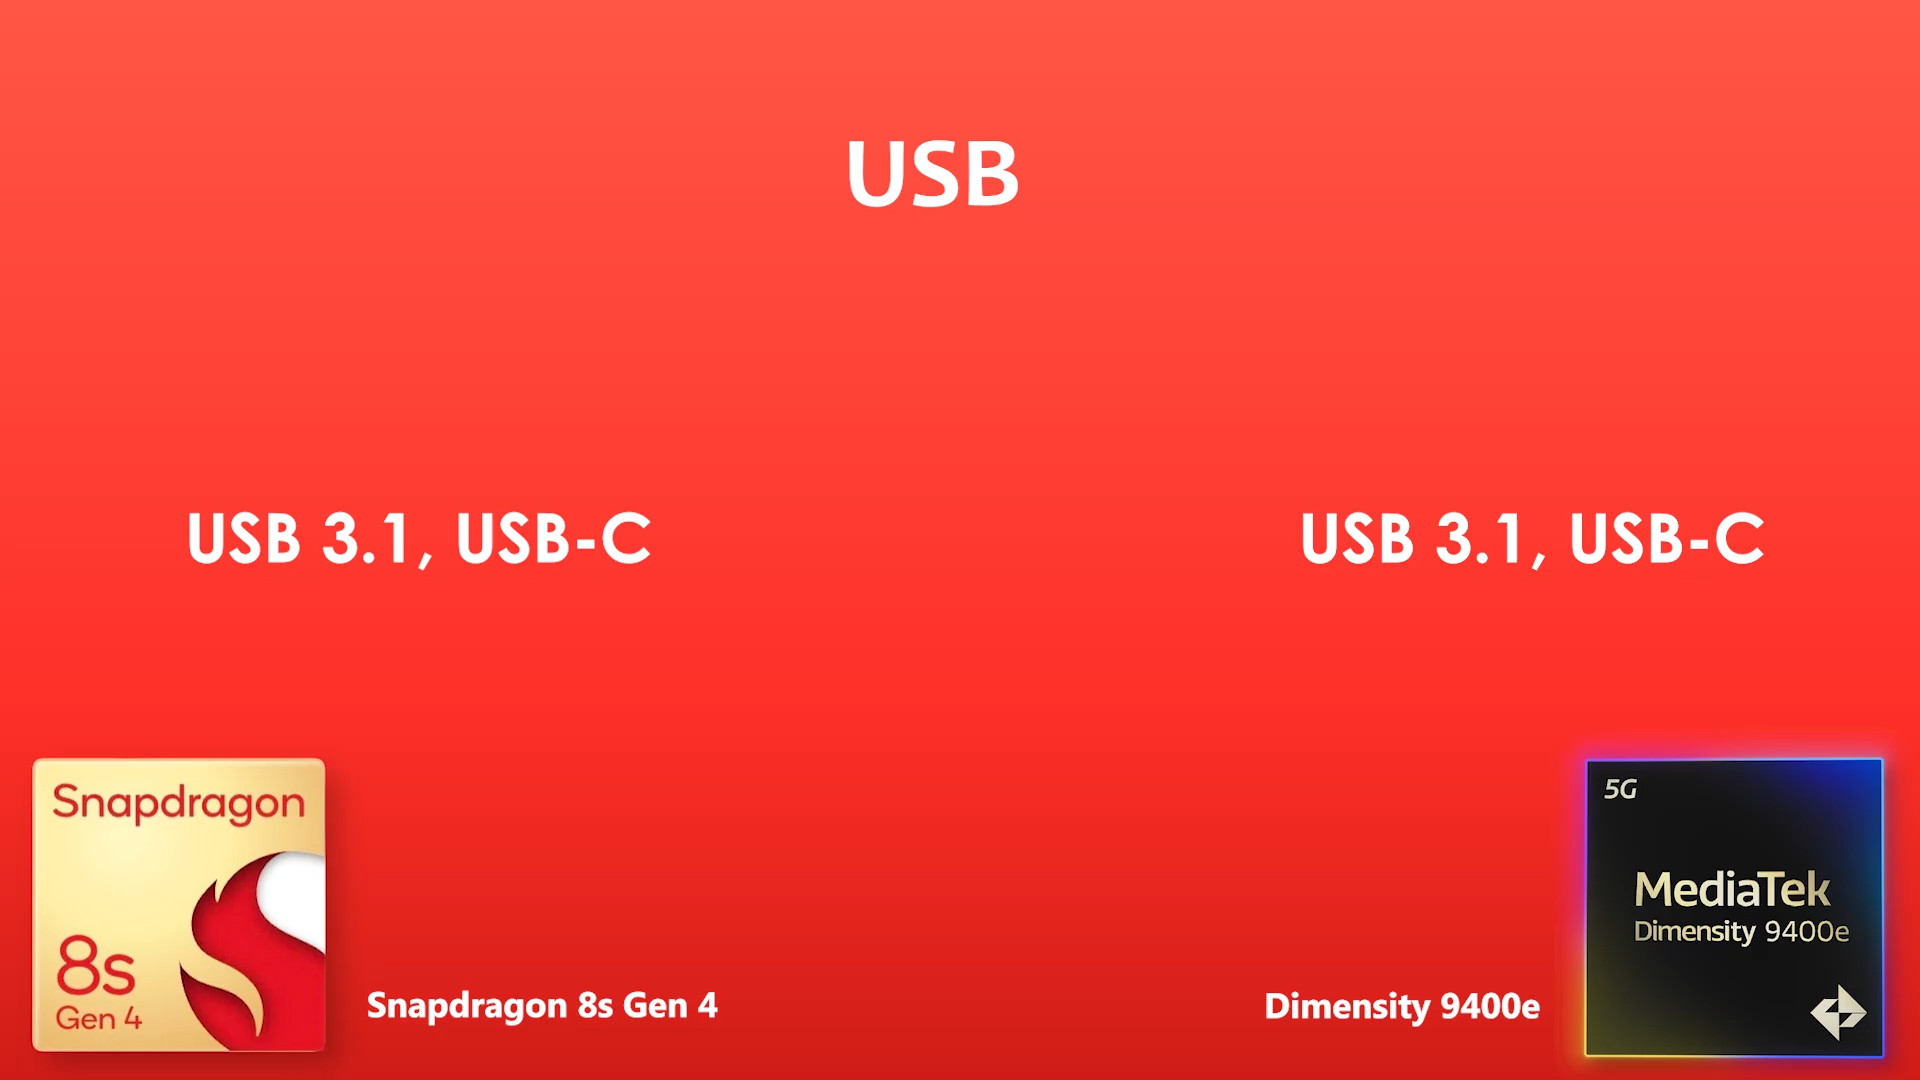 USB
USB 3.1, USB-C
USB 3.1, USB-C
Snapdragon
8s
Gen 4
Snapdragon 8s Gen 4
Dimensity 9400e
5G
MediaTek
Dimensity 9400e